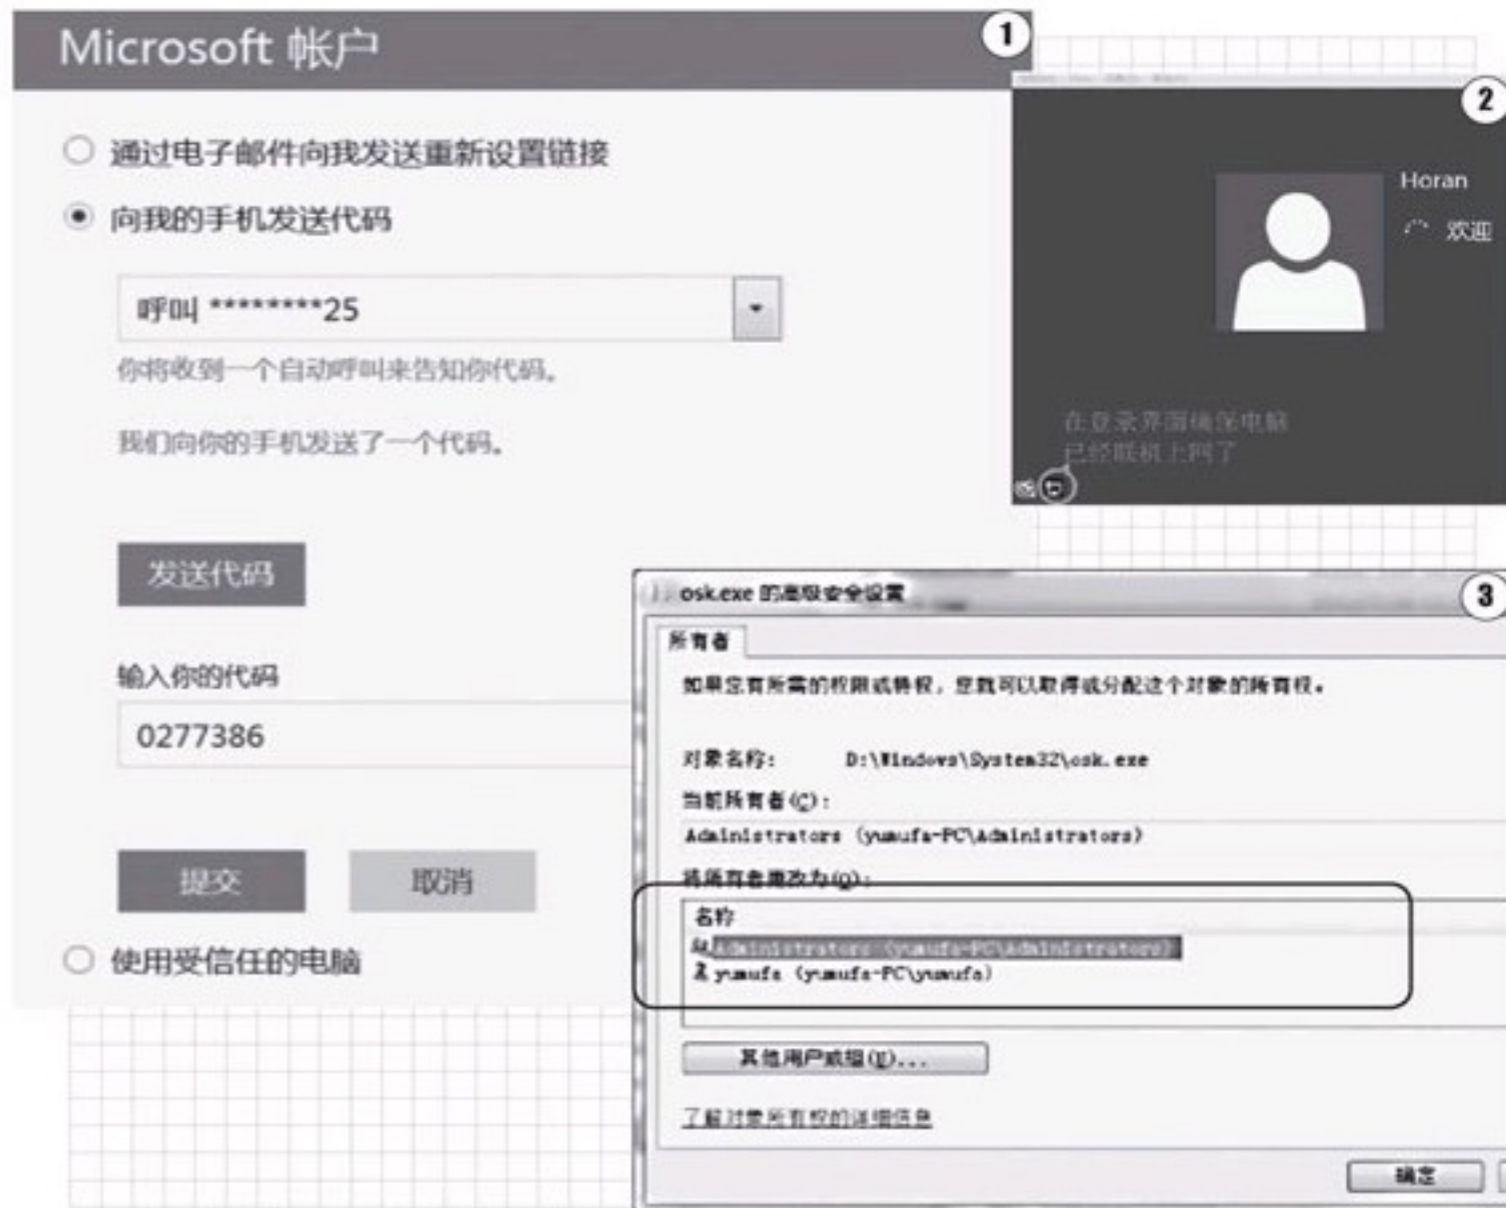 Microsoft 帐户
1
通过电子邮件向我发送重新设置链接
向我的手机发送代码
呼叫 ********25
你将收到一个自动呼叫来告知你代码。
我们向你的手机发送了一个代码。
发送代码
输入你的代码
0277386
提交
取消
使用受信任的电脑
2
Horan
欢迎
在登录界面确保电脑
已经联机上网了
3
osk.exe 的高级安全设置
所有者
如果您有所需的权限或特权，您就可以取得或分配这个对象的所有权。
对象名称: D:\Windows\System32\osk.exe
当前所有者(C):
Administrators (yumufa-PC\Administrators)
将所有者更改为(O):
名称
Administrators (yumufa-PC\Administrators)
yumufa (yumufa-PC\yumufa)
其他用户或组(U)...
了解对象所有权的详细信息
确定